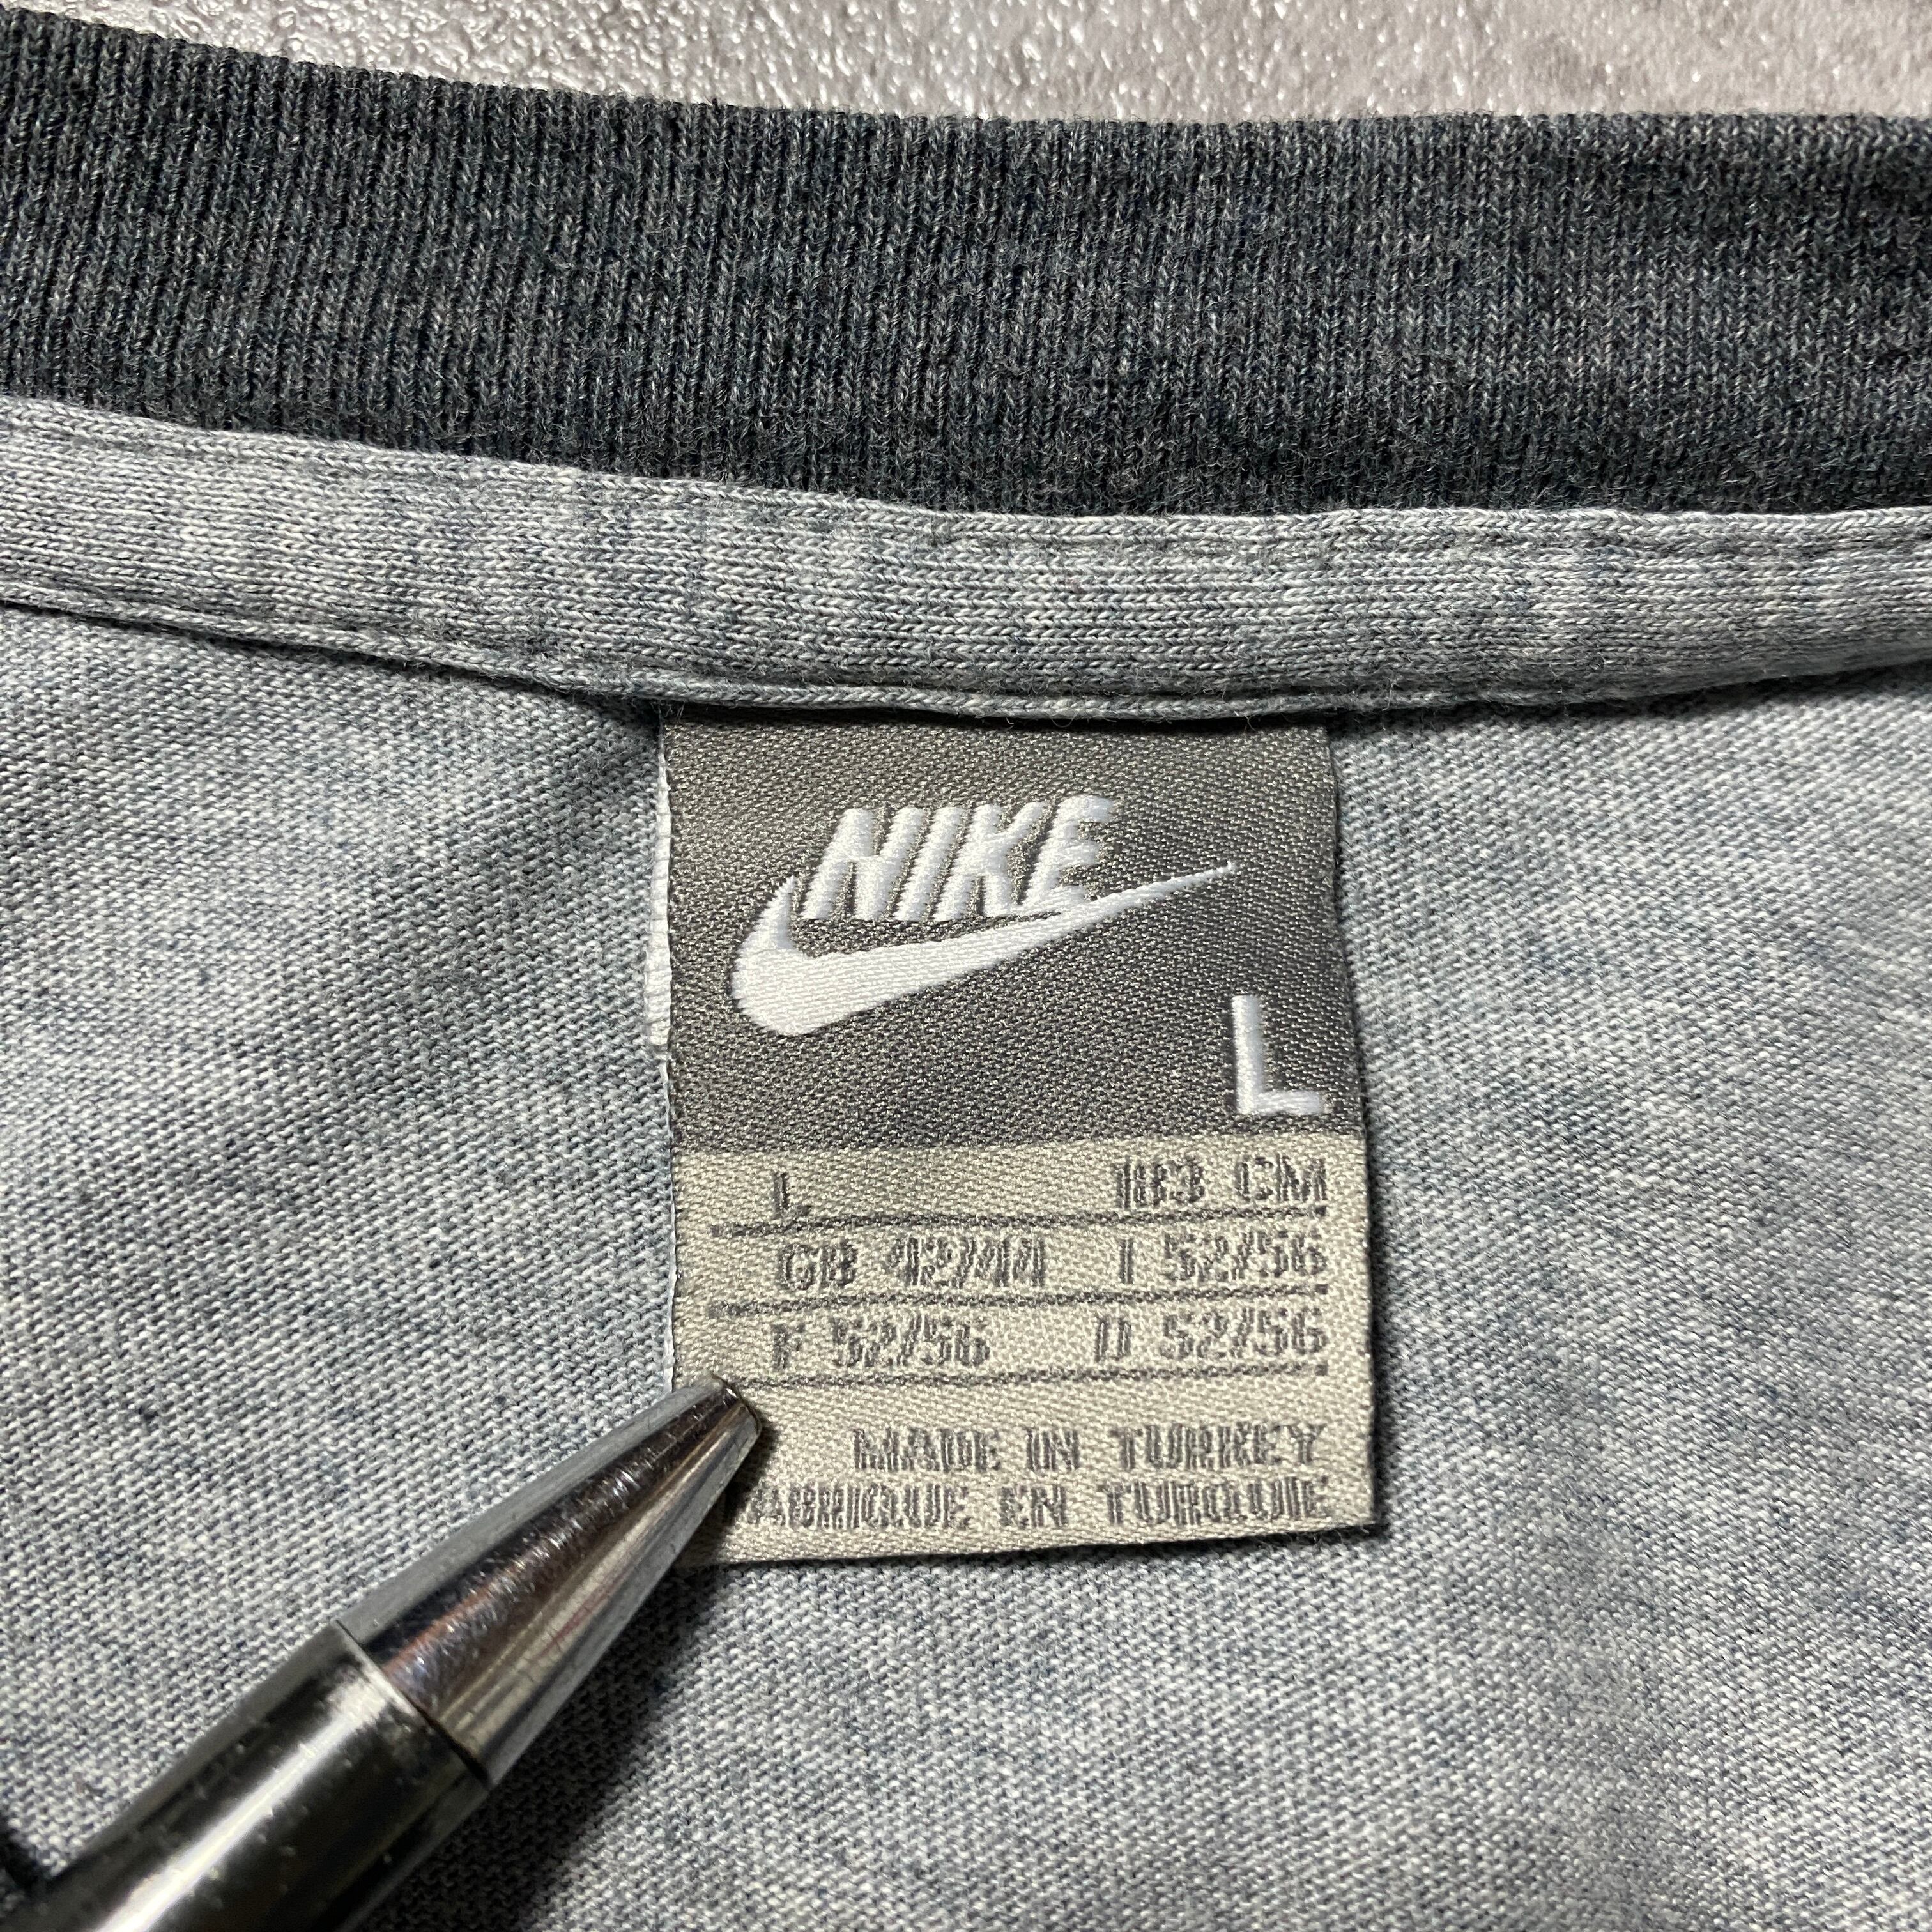 NIKE
L
L 183 CM
GB 42/44 I 52/56
F 52/56 D 52/56
MADE IN TURKEY
FABRIQUE EN TURQUIE